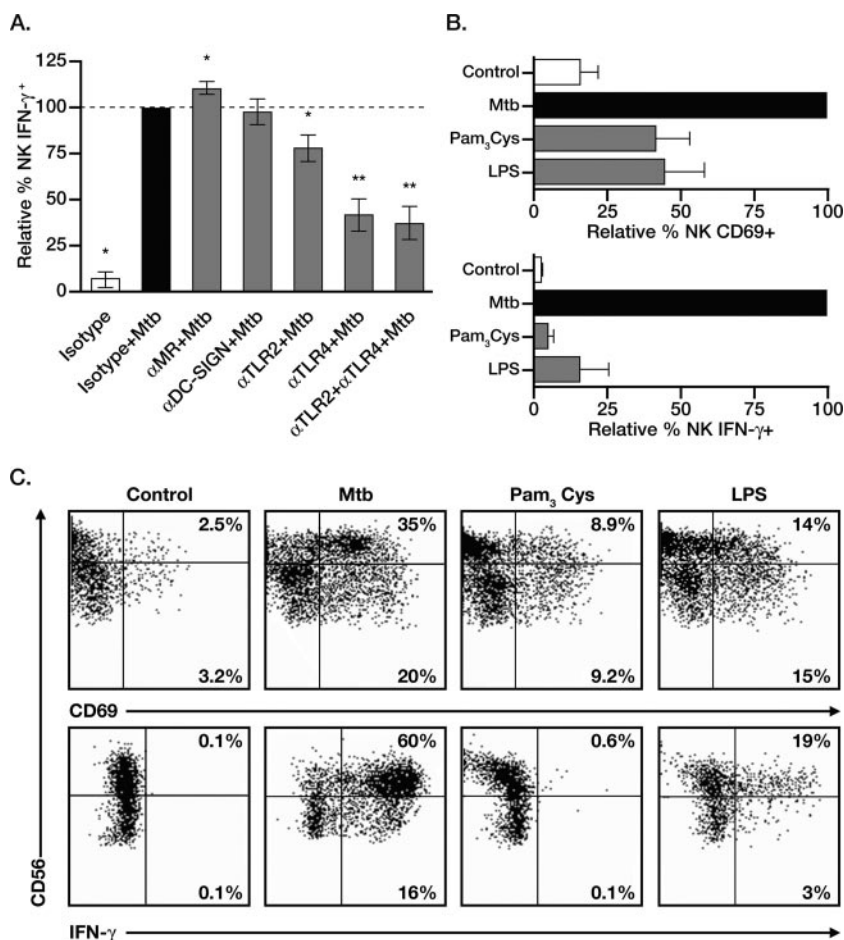 A.
Relative % NK IFN-γ+
125
100
75
50
25
0
*
*
*
**
**
Isotype
Isotype+Mtb
αMR+Mtb
αDC-SIGN+Mtb
αTLR2+Mtb
αTLR4+Mtb
αTLR2+αTLR4+Mtb
B.
Control
Mtb
Pam3Cys
LPS
0 25 50 75 100
Relative % NK CD69+
Control
Mtb
Pam3Cys
LPS
0 25 50 75 100
Relative % NK IFN-γ+
C.
Control Mtb Pam3 Cys LPS
2.5% 35% 8.9% 14%
3.2% 20% 9.2% 15%
CD69
0.1% 60% 0.6% 19%
0.1% 16% 0.1% 3%
CD56
IFN-γ